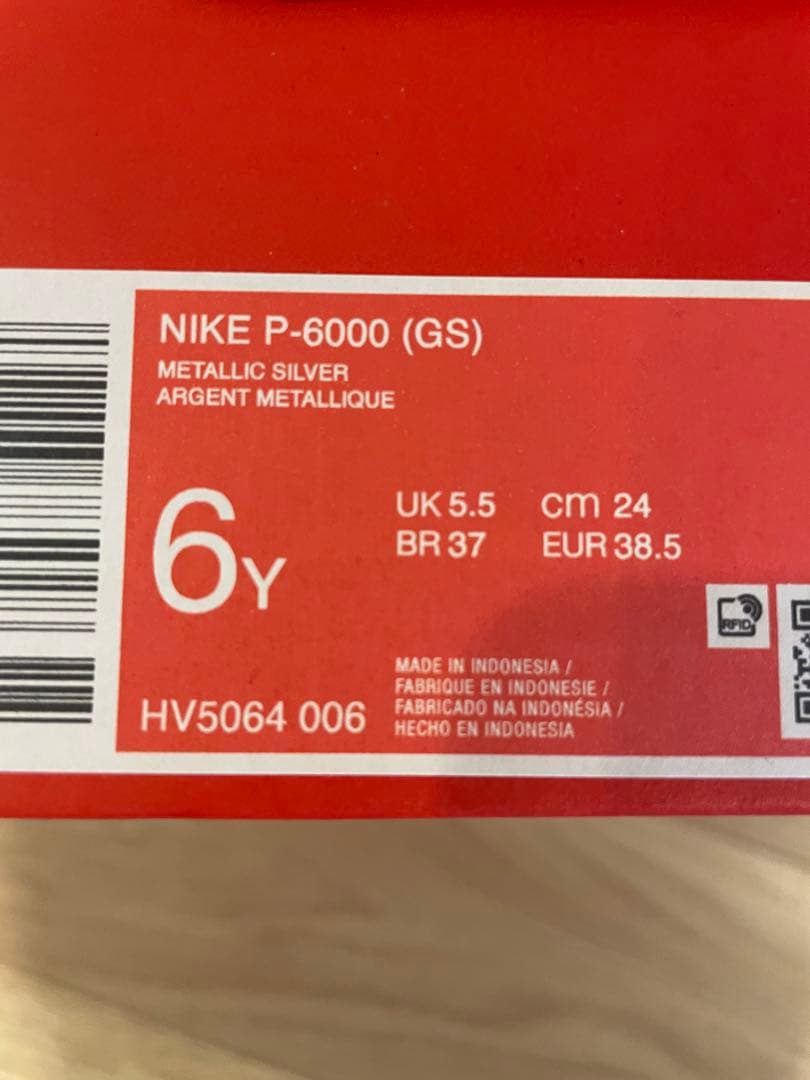 NIKE P-6000 (GS)
METALLIC SILVER
ARGENT METALLIQUE
6Y
UK 5.5 cm 24
BR 37 EUR 38.5
RFID
MADE IN INDONESIA /
FABRIQUE EN INDONESIE /
FABRICADO NA INDONÉSIA /
HECHO EN INDONESIA
HV5064 006